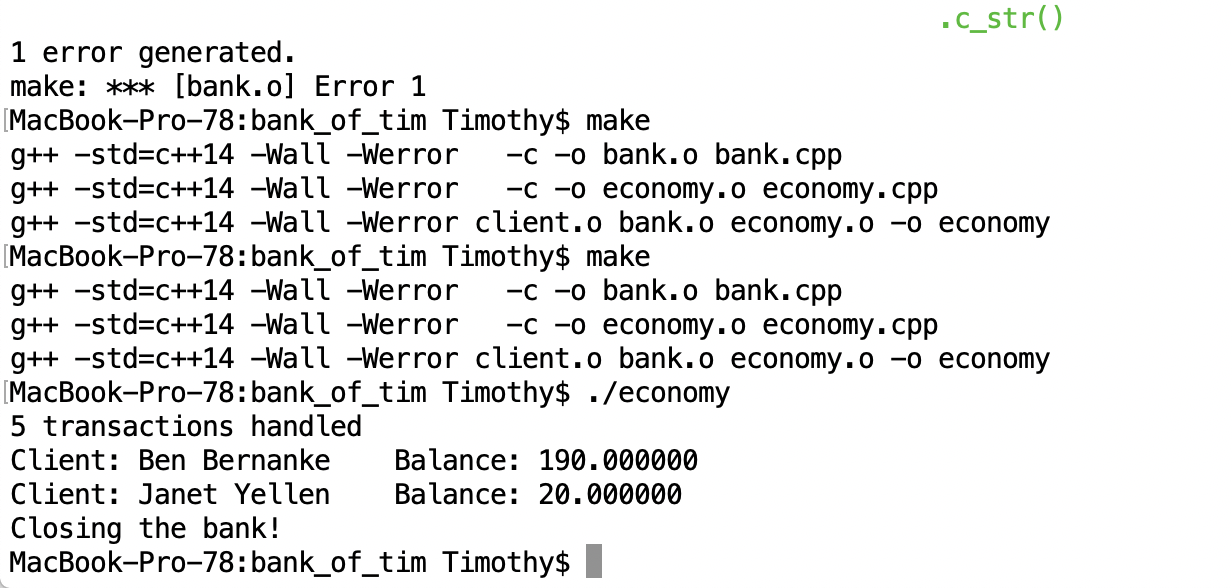 .c_str()
1 error generated.
make: *** [bank.o] Error 1
[MacBook-Pro-78:bank_of_tim Timothy$ make
g++ -std=c++14 -Wall -Werror   -c -o bank.o bank.cpp
g++ -std=c++14 -Wall -Werror   -c -o economy.o economy.cpp
g++ -std=c++14 -Wall -Werror client.o bank.o economy.o -o economy
[MacBook-Pro-78:bank_of_tim Timothy$ make
g++ -std=c++14 -Wall -Werror   -c -o bank.o bank.cpp
g++ -std=c++14 -Wall -Werror   -c -o economy.o economy.cpp
g++ -std=c++14 -Wall -Werror client.o bank.o economy.o -o economy
[MacBook-Pro-78:bank_of_tim Timothy$ ./economy
5 transactions handled
Client: Ben Bernanke    Balance: 190.000000
Client: Janet Yellen    Balance: 20.000000
Closing the bank!
MacBook-Pro-78:bank_of_tim Timothy$